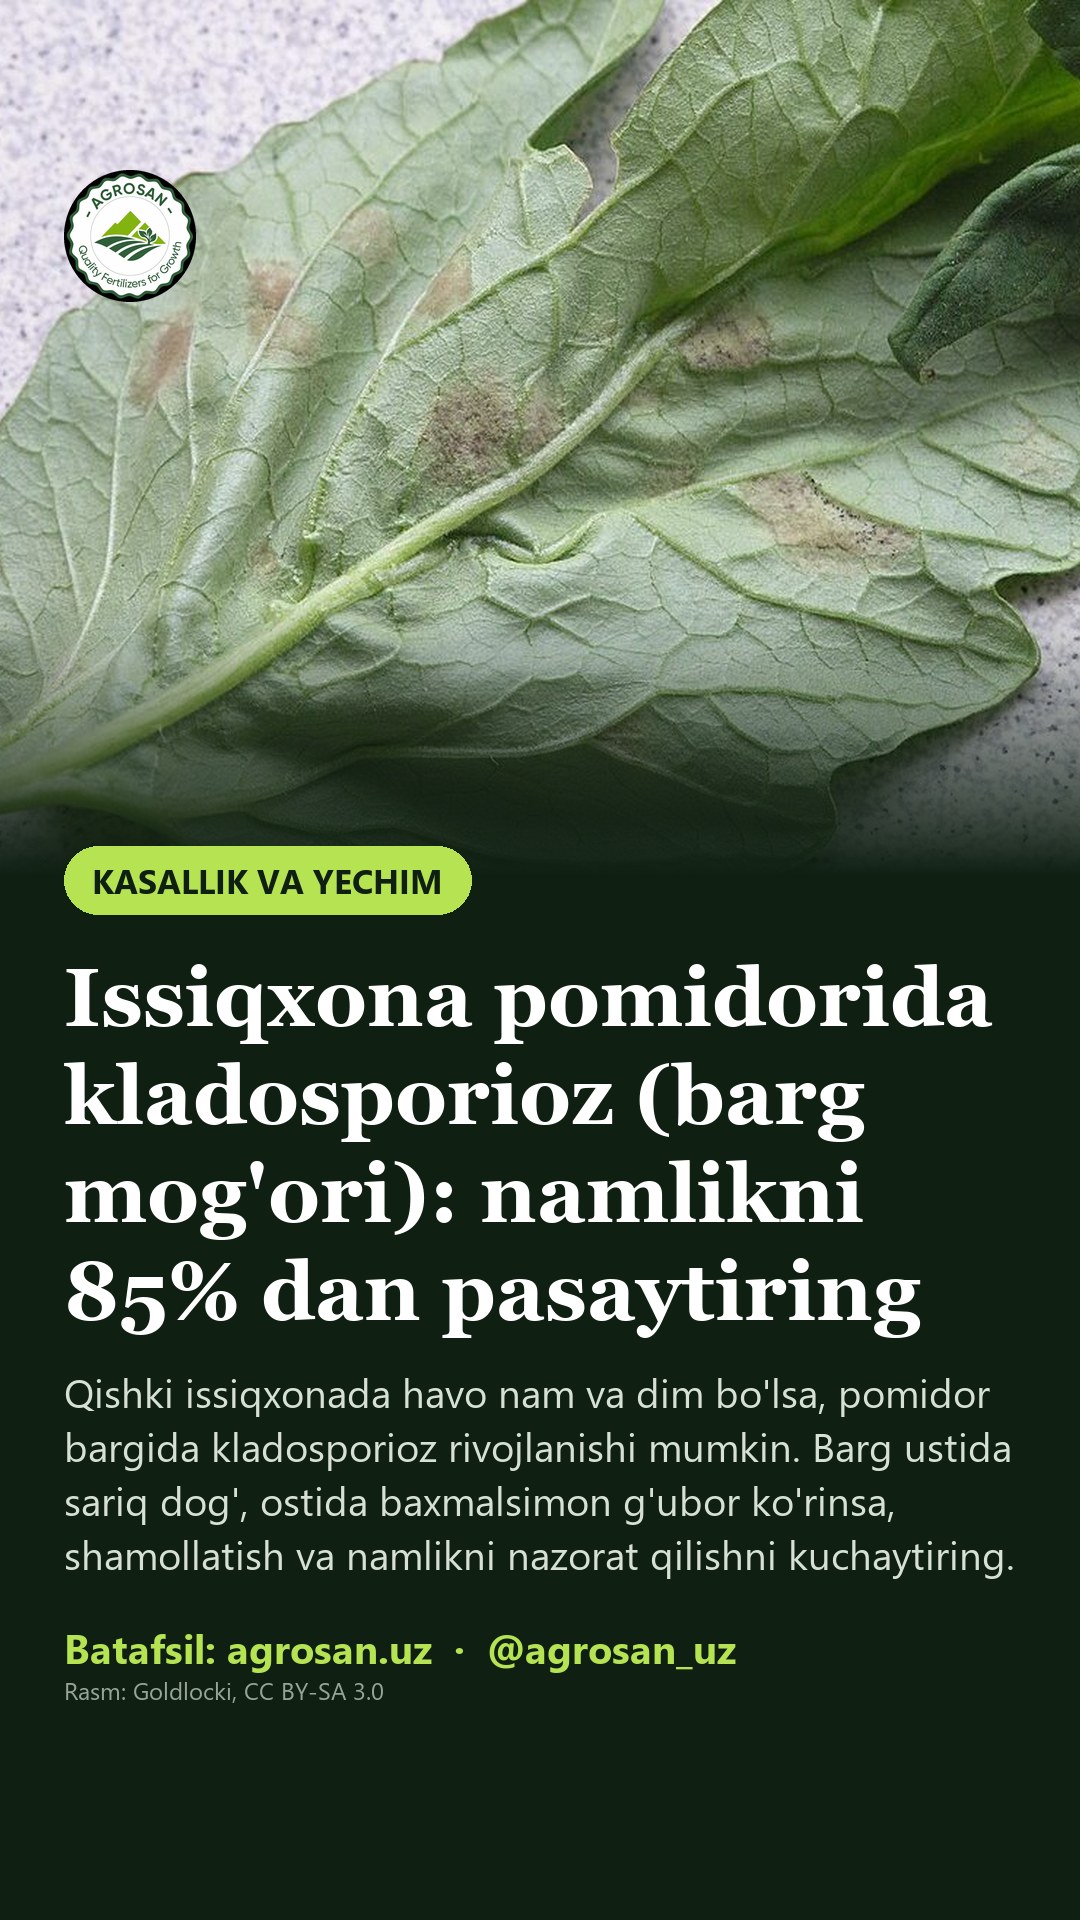 - AGROSAN -
Quality Fertilizers for Growth
KASALLIK VA YECHIM
Issiqxona pomidorida
kladosporioz (barg
mog'ori): namlikni
85% dan pasaytiring
Qishki issiqxonada havo nam va dim bo'lsa, pomidor
bargida kladosporioz rivojlanishi mumkin. Barg ustida
sariq dog', ostida baxmalsimon g'ubor ko'rinsa,
shamollatish va namlikni nazorat qilishni kuchaytiring.
Batafsil: agrosan.uz · @agrosan_uz
Rasm: Goldlocki, CC BY-SA 3.0